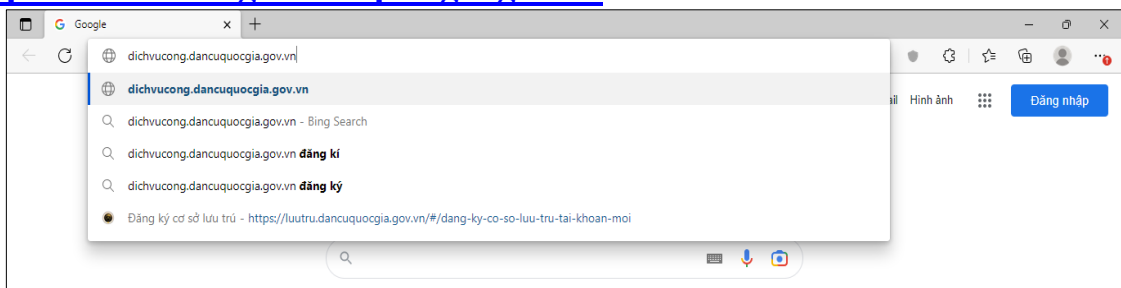 Google
dichvucong.dancuquocgia.gov.vn
dichvucong.dancuquocgia.gov.vn
ail Hình ảnh Đăng nhập
dichvucong.dancuquocgia.gov.vn - Bing Search
dichvucong.dancuquocgia.gov.vn đăng kí
dichvucong.dancuquocgia.gov.vn đăng ký
Đăng ký cơ sở lưu trú - https://luutru.dancuquocgia.gov.vn/#/dang-ky-co-so-luu-tru-tai-khoan-moi